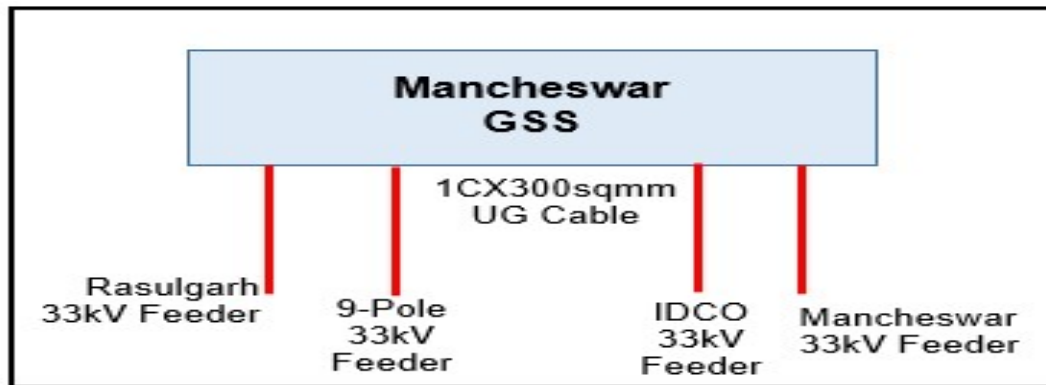 Mancheswar
GSS
1CX300sqmm
UG Cable
Rasulgarh
33kV Feeder
9-Pole
33kV
Feeder
IDCO
33kV
Feeder
Mancheswar
33kV Feeder